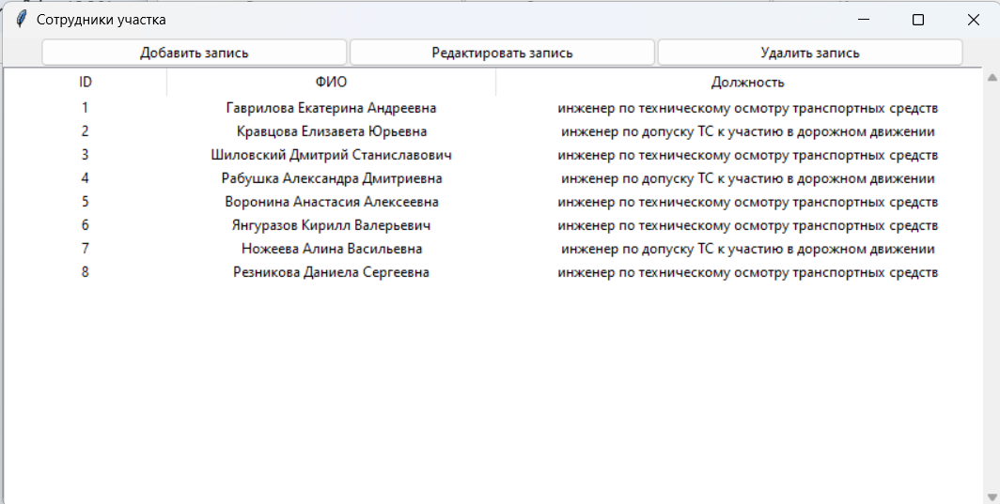 Сотрудники участка
Добавить запись Редактировать запись Удалить запись
ID ФИО Должность
1 Гаврилова Екатерина Андреевна инженер по техническому осмотру транспортных средств
2 Кравцова Елизавета Юрьевна инженер по допуску ТС к участию в дорожном движении
3 Шиловский Дмитрий Станиславович инженер по техническому осмотру транспортных средств
4 Рабушка Александра Дмитриевна инженер по допуску ТС к участию в дорожном движении
5 Воронина Анастасия Алексеевна инженер по техническому осмотру транспортных средств
6 Янгуразов Кирилл Валерьевич инженер по техническому осмотру транспортных средств
7 Ножеева Алина Васильевна инженер по допуску ТС к участию в дорожном движении
8 Резникова Даниела Сергеевна инженер по техническому осмотру транспортных средств